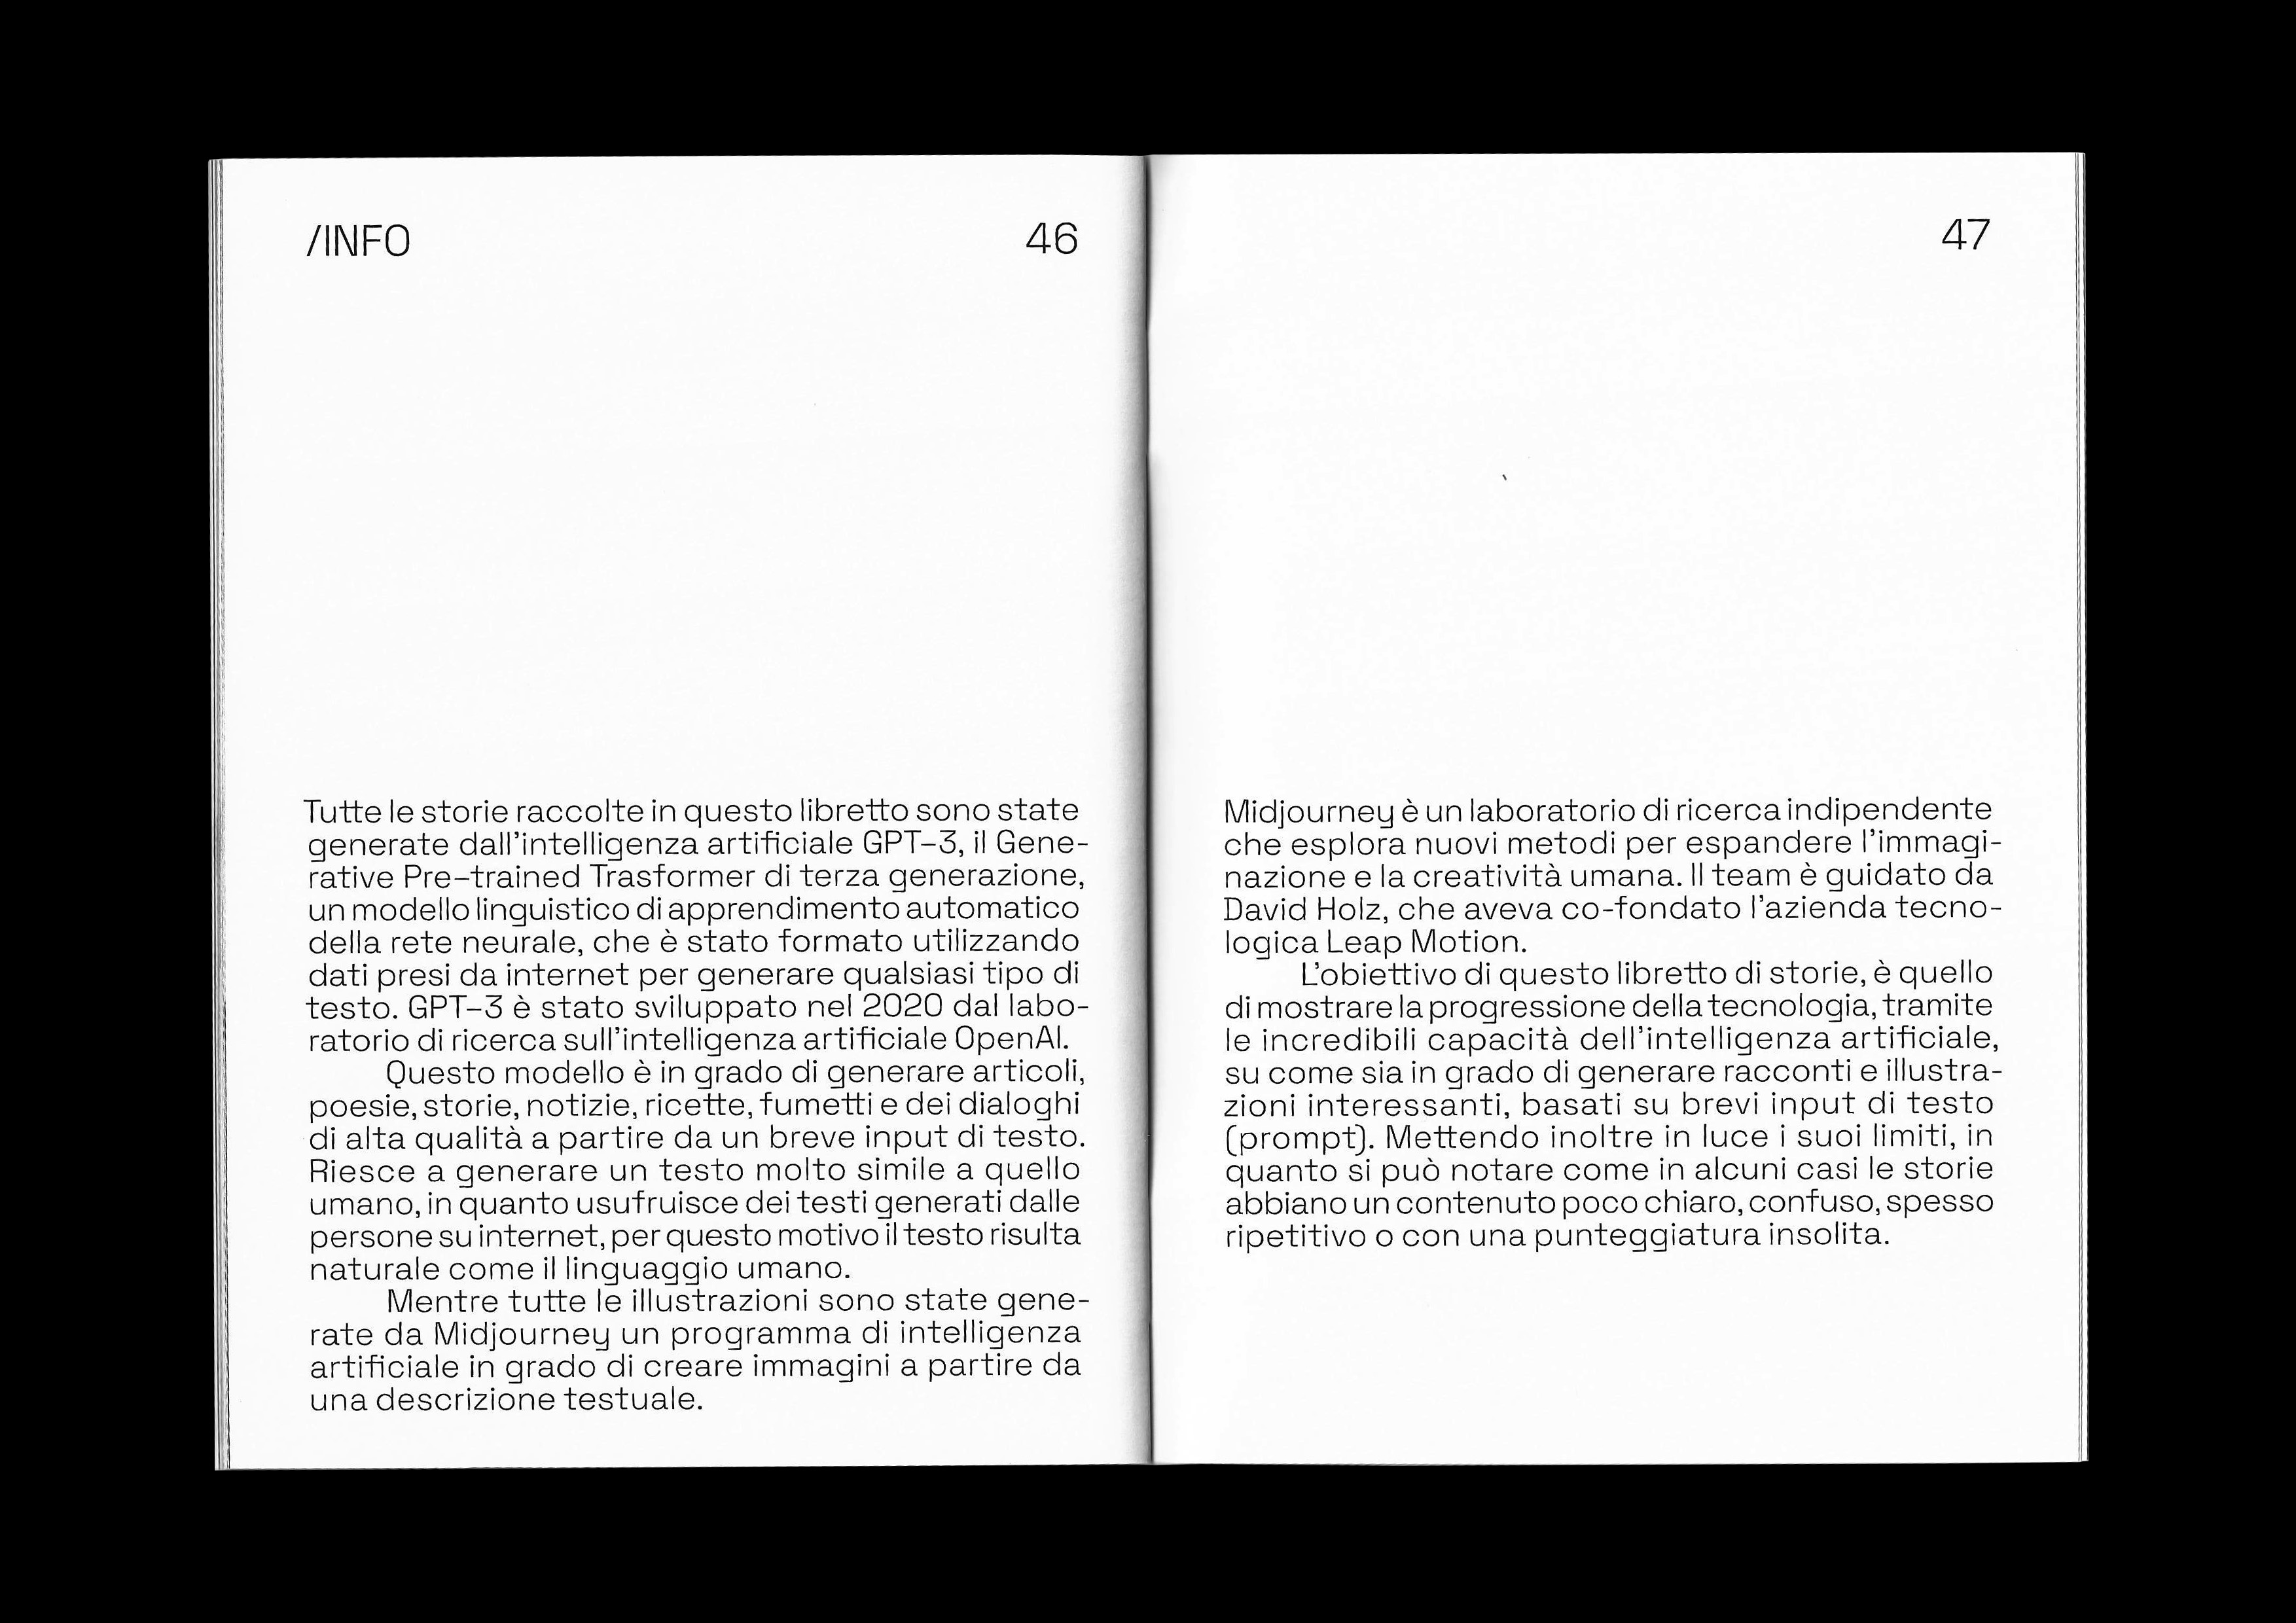 /INFO
46
Tutte le storie raccolte in questo libretto sono state
generate dall’intelligenza artificiale GPT–3, il Gene-
rative Pre–trained Trasformer di terza generazione,
un modello linguistico di apprendimento automatico
della rete neurale, che è stato formato utilizzando
dati presi da internet per generare qualsiasi tipo di
testo. GPT–3 è stato sviluppato nel 2020 dal labo-
ratorio di ricerca sull’intelligenza artificiale OpenAI.
Questo modello è in grado di generare articoli,
poesie, storie, notizie, ricette, fumetti e dei dialoghi
di alta qualità a partire da un breve input di testo.
Riesce a generare un testo molto simile a quello
umano, in quanto usufruisce dei testi generati dalle
persone su internet, per questo motivo il testo risulta
naturale come il linguaggio umano.
Mentre tutte le illustrazioni sono state gene-
rate da Midjourney un programma di intelligenza
artificiale in grado di creare immagini a partire da
una descrizione testuale.
47
Midjourney è un laboratorio di ricerca indipendente
che esplora nuovi metodi per espandere l’immagi-
nazione e la creatività umana. Il team è guidato da
David Holz, che aveva co-fondato l’azienda tecno-
logica Leap Motion.
L’obiettivo di questo libretto di storie, è quello
di mostrare la progressione della tecnologia, tramite
le incredibili capacità dell’intelligenza artificiale,
su come sia in grado di generare racconti e illustra-
zioni interessanti, basati su brevi input di testo
(prompt). Mettendo inoltre in luce i suoi limiti, in
quanto si può notare come in alcuni casi le storie
abbiano un contenuto poco chiaro, confuso, spesso
ripetitivo o con una punteggiatura insolita.